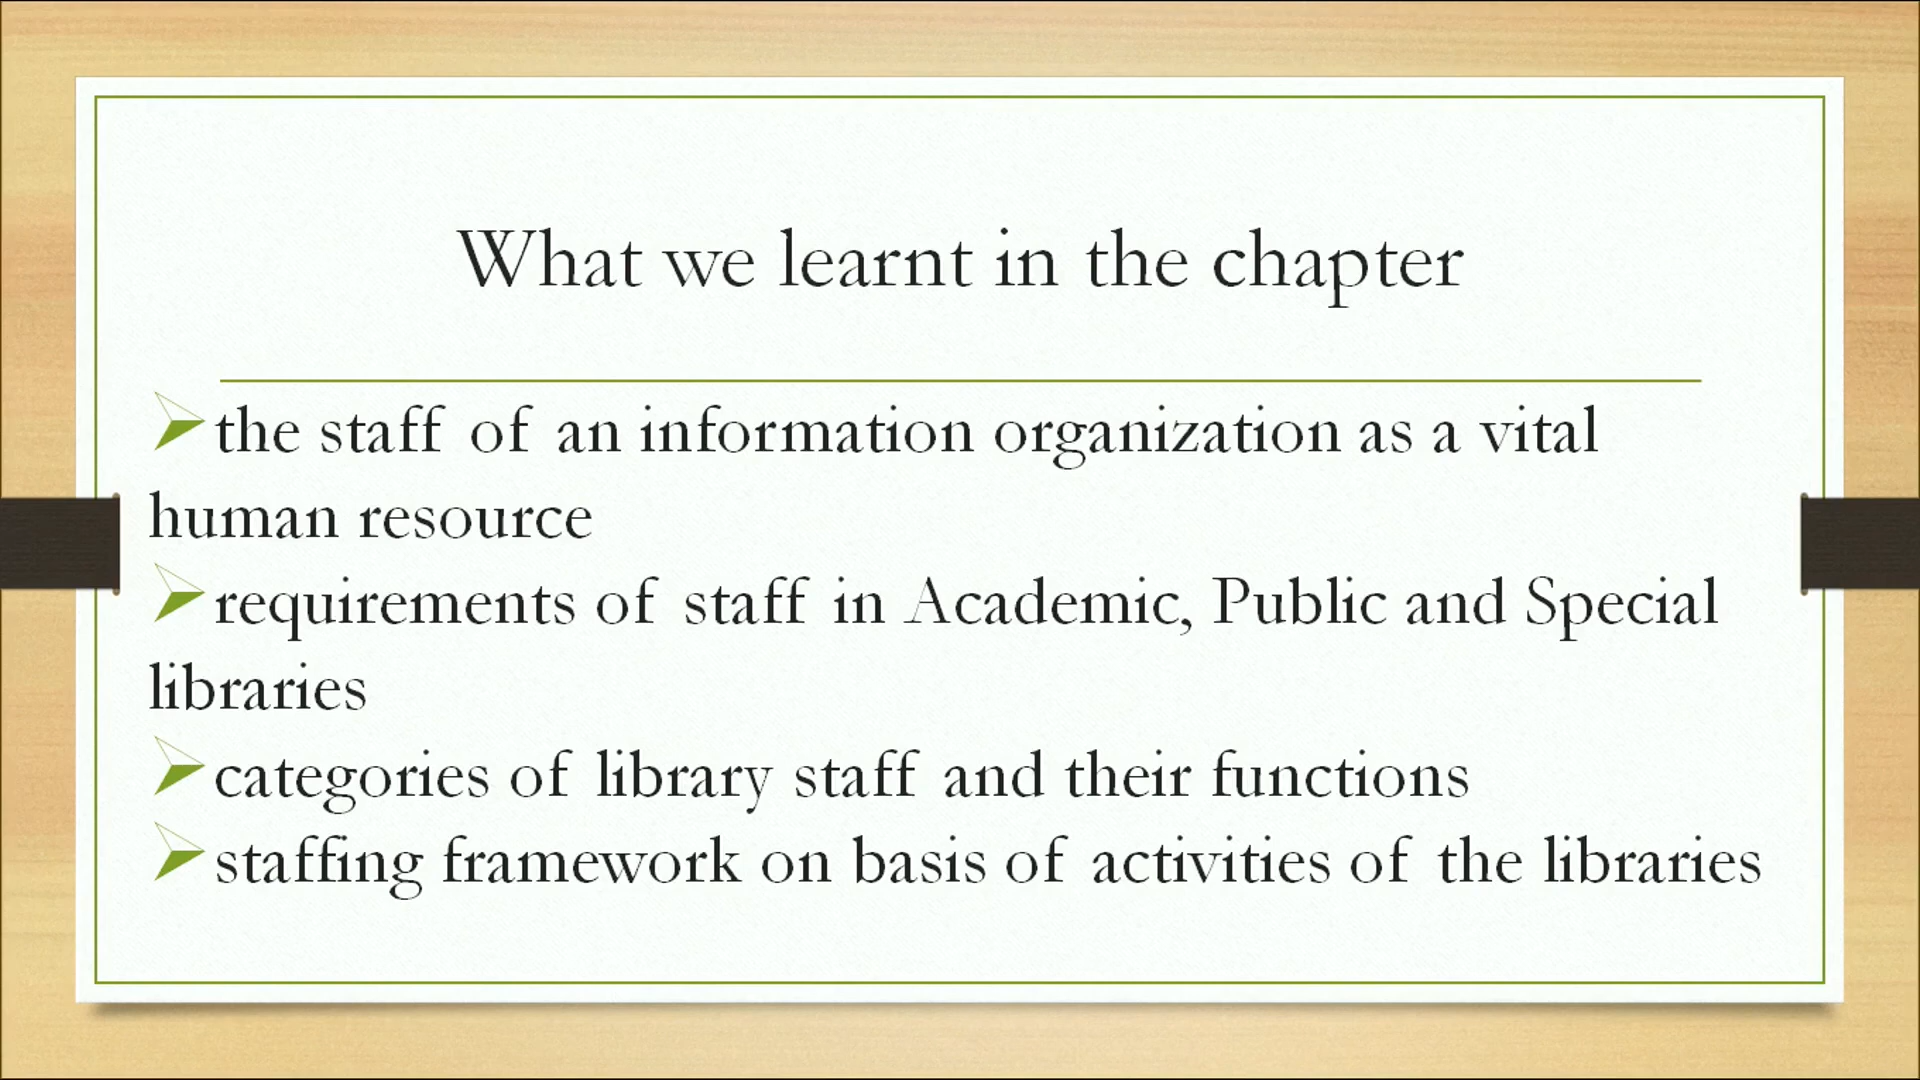 What we learnt in the chapter
the staff of an information organization as a vital
human resource
requirements of staff in Academic, Public and Special
libraries
categories of library staff and their functions
staffing framework on basis of activities of the libraries